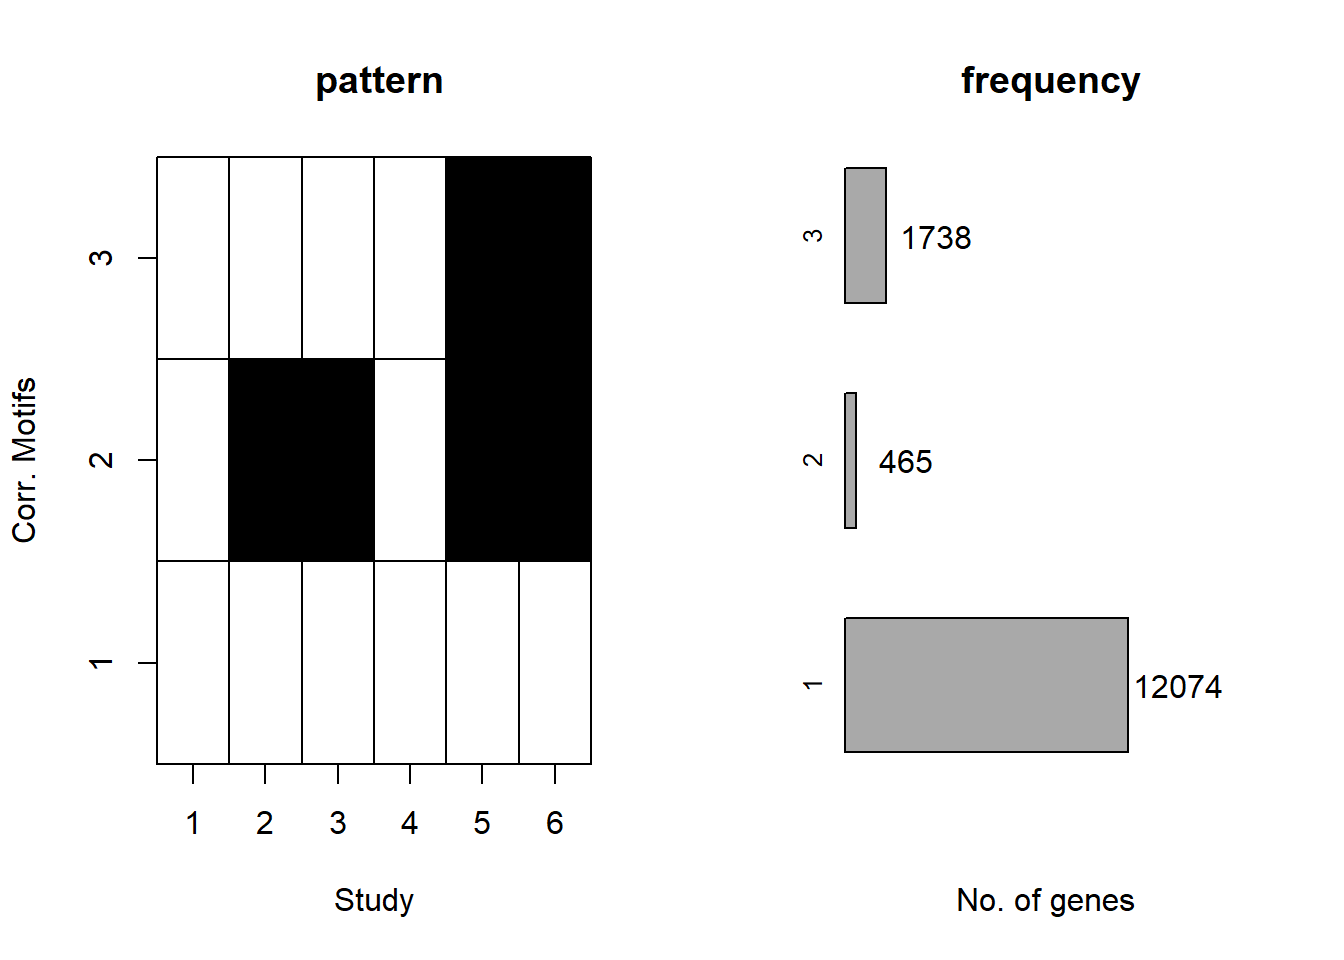 pattern
Corr. Motifs
3
2
1
1 2 3 4 5 6
Study
frequency
3
1738
2
465
1
12074
No. of genes